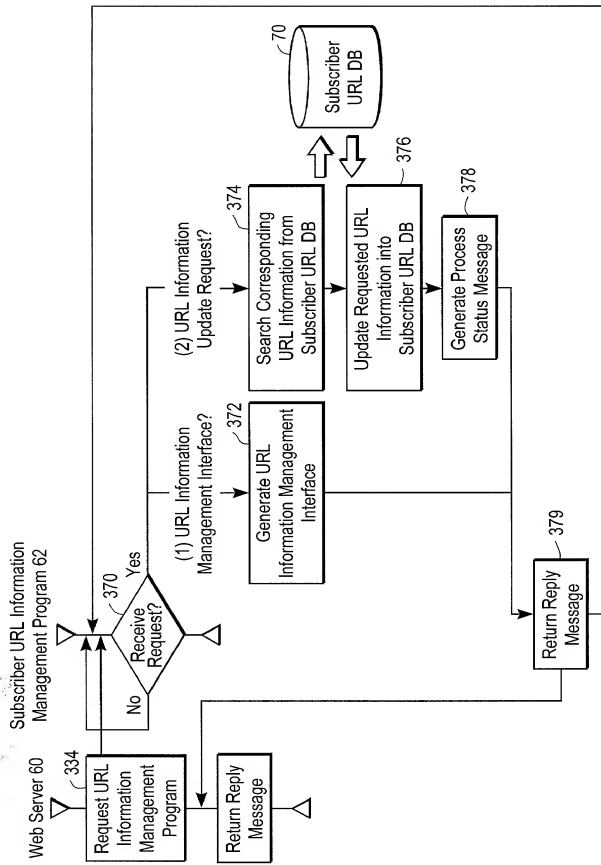 Web Server 60
334
Request URL
Information
Management
Program
Return Reply
Message
Subscriber URL Information
Management Program 62
370
Receive
Request?
No
Yes
(1) URL Information
Management Interface?
372
Generate URL
Information Management
Interface
(2) URL Information
Update Request?
374
Search Corresponding
URL Information from
Subscriber URL DB
376
Update Requested URL
Information into
Subscriber URL DB
378
Generate Process
Status Message
70
Subscriber
URL DB
379
Return Reply
Message